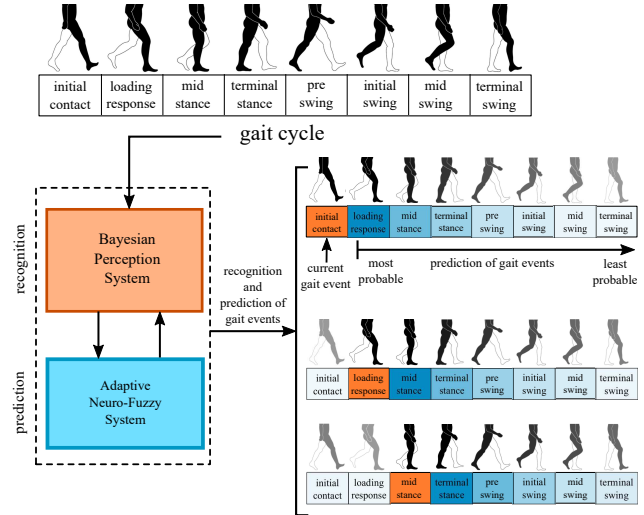 initial contact
loading response
mid stance
terminal stance
pre swing
initial swing
mid swing
terminal swing
gait cycle
recognition
Bayesian
Perception
System
prediction
Adaptive
Neuro-Fuzzy
System
recognition
and
prediction of
gait events
initial contact
loading response
mid stance
terminal stance
pre swing
initial swing
mid swing
terminal swing
current
gait event
most
probable
prediction of gait events
least
probable
initial contact
loading response
mid stance
terminal stance
pre swing
initial swing
mid swing
terminal swing
initial contact
loading response
mid stance
terminal stance
pre swing
initial swing
mid swing
terminal swing